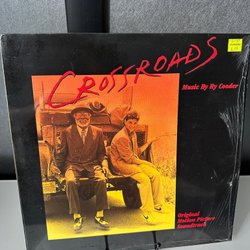 CROSSROADS
Music By Ry Cooder
Original
Motion Picture
Soundtrack